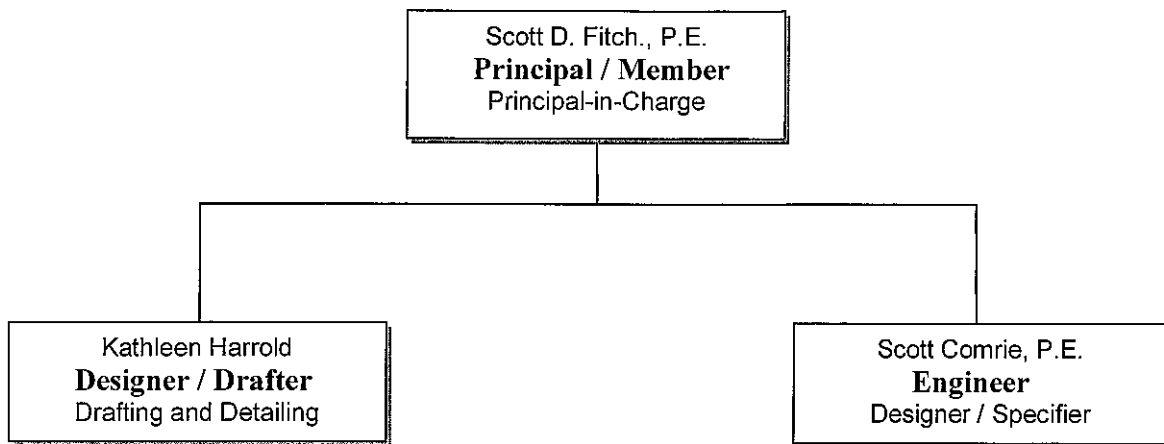 Scott D. Fitch., P.E.
Principal / Member
Principal-in-Charge
Kathleen Harrold
Designer / Drafter
Drafting and Detailing
Scott Comrie, P.E.
Engineer
Designer / Specifier